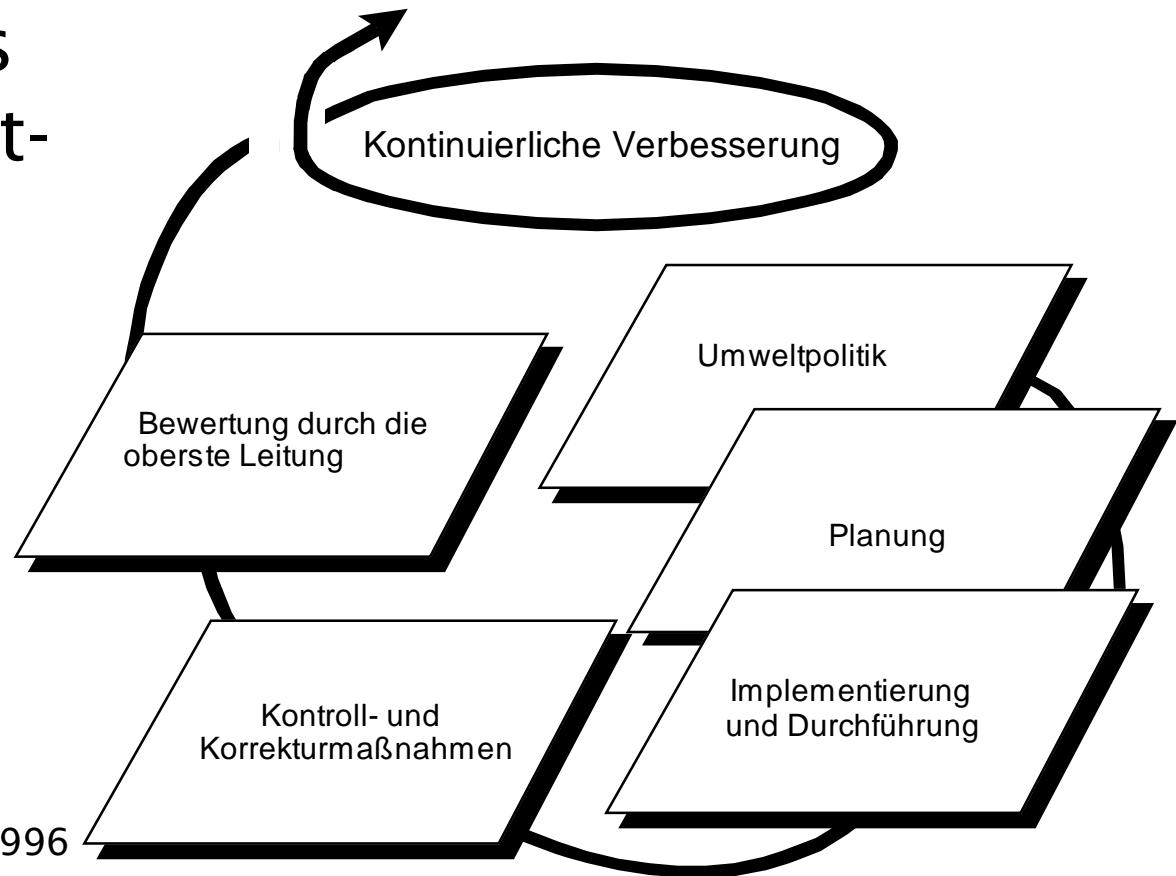 s
t-
Kontinuierliche Verbesserung
Umweltpolitik
Bewertung durch die
oberste Leitung
Planung
Implementierung
und Durchführung
Kontroll- und
Korrekturmaßnahmen
996